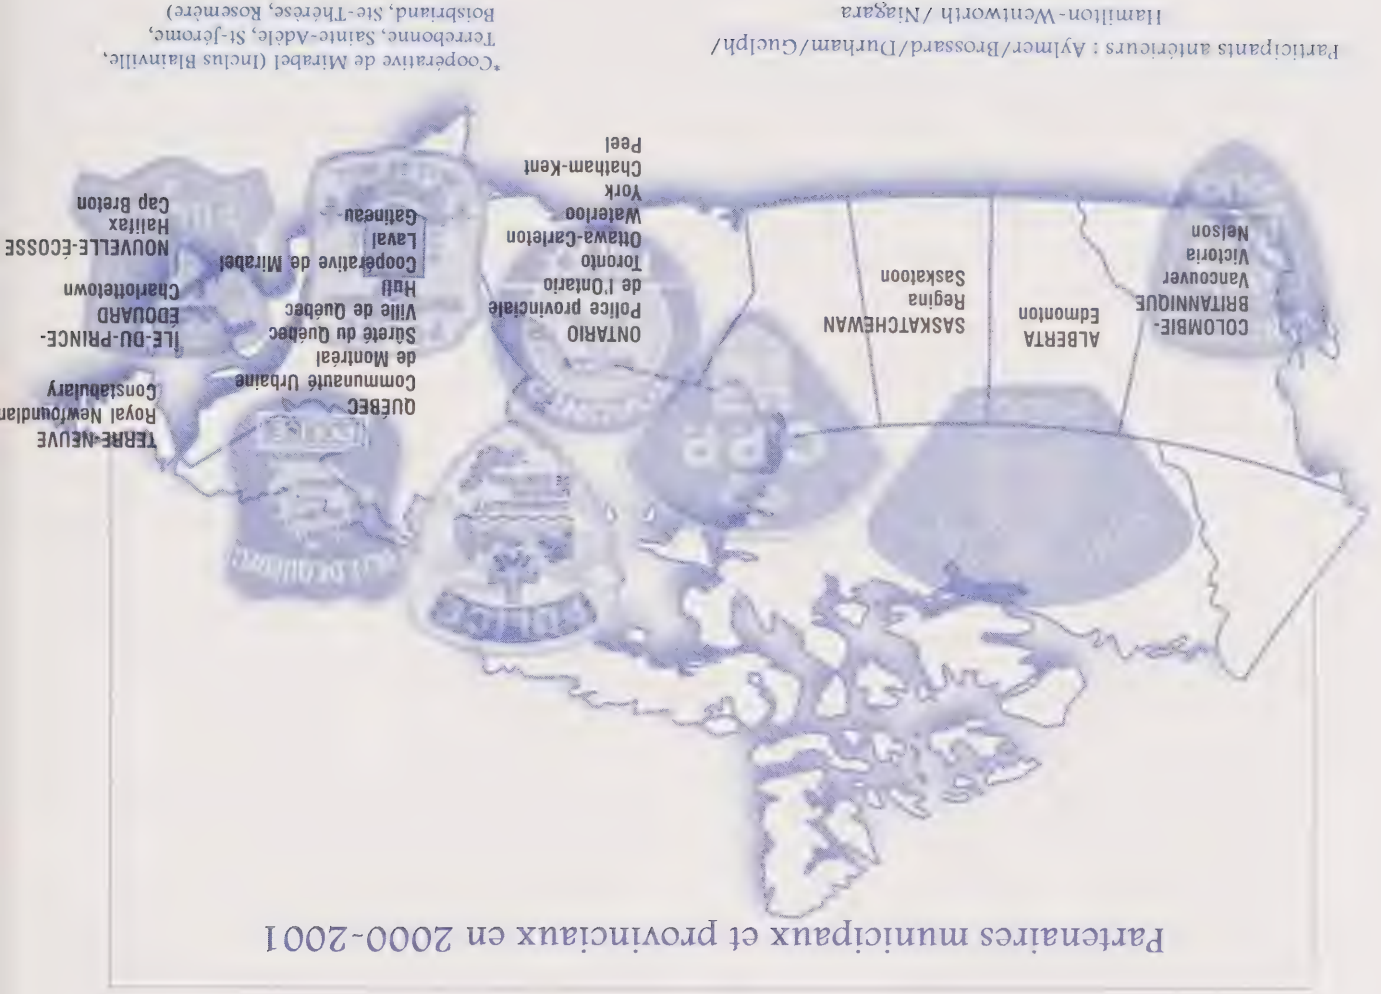 Partenaires municipaux et provinciaux en 2000-2001
COLOMBIE-
BRITANNIQUE
Vancouver
Victoria
Nelson
ALBERTA
Edmonton
SASKATCHEWAN
Regina
Saskatoon
ONTARIO
Police provinciale
de l'Ontario
Toronto
Ottawa-Carleton
Waterloo
York
Chatham-Kent
Peel
QUÉBEC
Communauté Urbaine
de Montréal
Sûreté du Québec
Ville de Québec
Hull
Coopérative de Mirabel
Laval
Gatineau-
TERRE-NEUVE
Royal Newfoundlan
Constabulary
ÎLE-DU-PRINCE-
ÉDOUARD
Charlottetown
NOUVELLE-ÉCOSSE
Halifax
Cap Breton
POLICE
Participants antérieurs : Aylmer/Brossard/Durham/Guelph/
Hamilton-Wentworth /Niagara
*Coopérative de Mirabel (Inclus Blainville,
Terrebonne, Sainte-Adèle, St-Jérome,
Boisbriand, Ste-Thérèse, Rosemère)